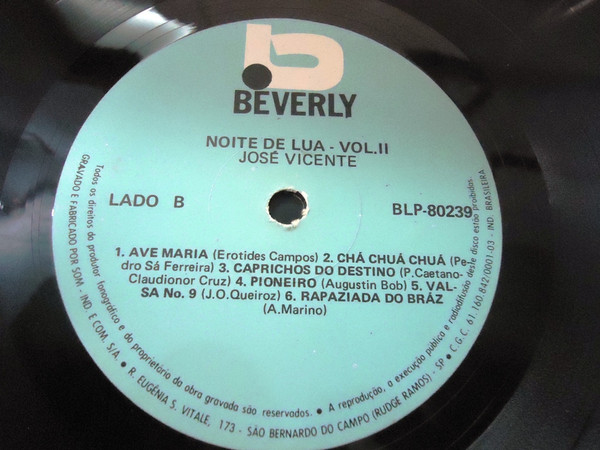 b
BEVERLY
NOITE DE LUA - VOL.II
JOSÉ VICENTE
LADO B
BLP-80239
1. AVE MARIA (Erotides Campos) 2. CHÁ CHUÁ CHUÁ (Pe-
dro Sá Ferreira) 3. CAPRICHOS DO DESTINO (P.Caetano-
Claudionor Cruz) 4. PIONEIRO (Augustin Bob) 5. VAL-
SA No. 9 (J.O.Queiroz) 6. RAPAZIADA DO BRÁZ
(A.Marino)
Todos os direitos do produtor fonográfico e do proprietário da obra gravada são reservados. • A reprodução, a execução pública e radiodifusão deste disco estão proibidas.
GRAVADO E FABRICADO POR SOM - IND. E COM. S/A. • R. EUGÊNIA S. VITALE, 173 - SÃO BERNARDO DO CAMPO (RUDGE RAMOS) - SP • C.G.C. 61.160.842/0001-03 - IND. BRASILEIRA